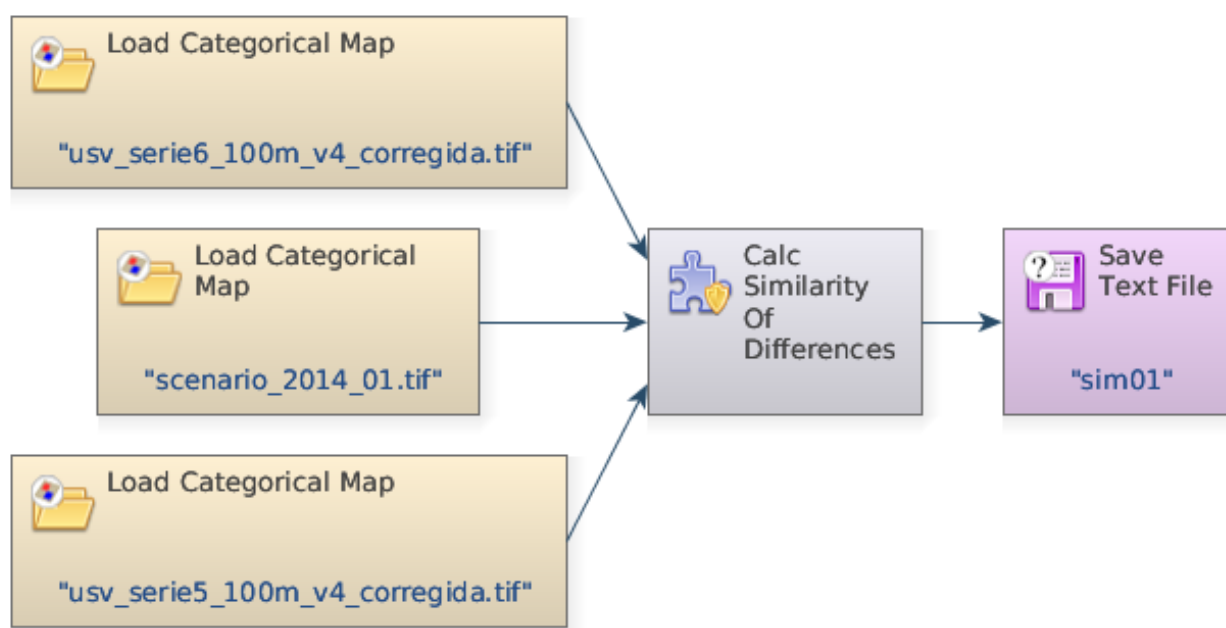 Load Categorical Map
"usv_serie6_100m_v4_corregida.tif"
Load Categorical
Map
"scenario_2014_01.tif"
Load Categorical Map
"usv_serie5_100m_v4_corregida.tif"
Calc
Similarity
Of
Differences
?
Save
Text File
"sim01"